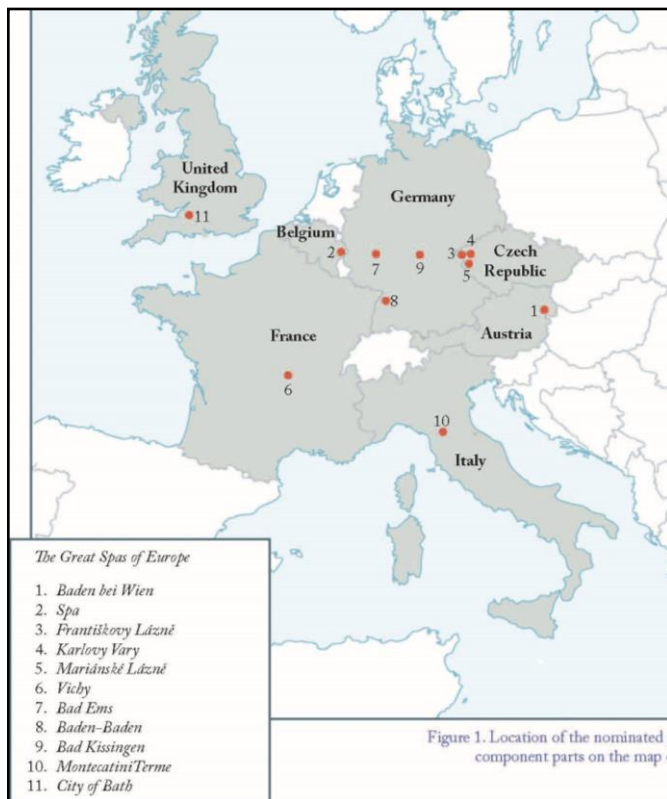 United
Kingdom
11
Belgium
2
Germany
7
9
3
4
5
Czech
Republic
8
1
Austria
France
6
10
Italy
The Great Spas of Europe
1. Baden bei Wien
2. Spa
3. Františkovy Lázně
4. Karlovy Vary
5. Mariánské Lázně
6. Vichy
7. Bad Ems
8. Baden-Baden
9. Bad Kissingen
10. MontecatiniTerme
11. City of Bath
Figure 1. Location of the nominated
component parts on the map